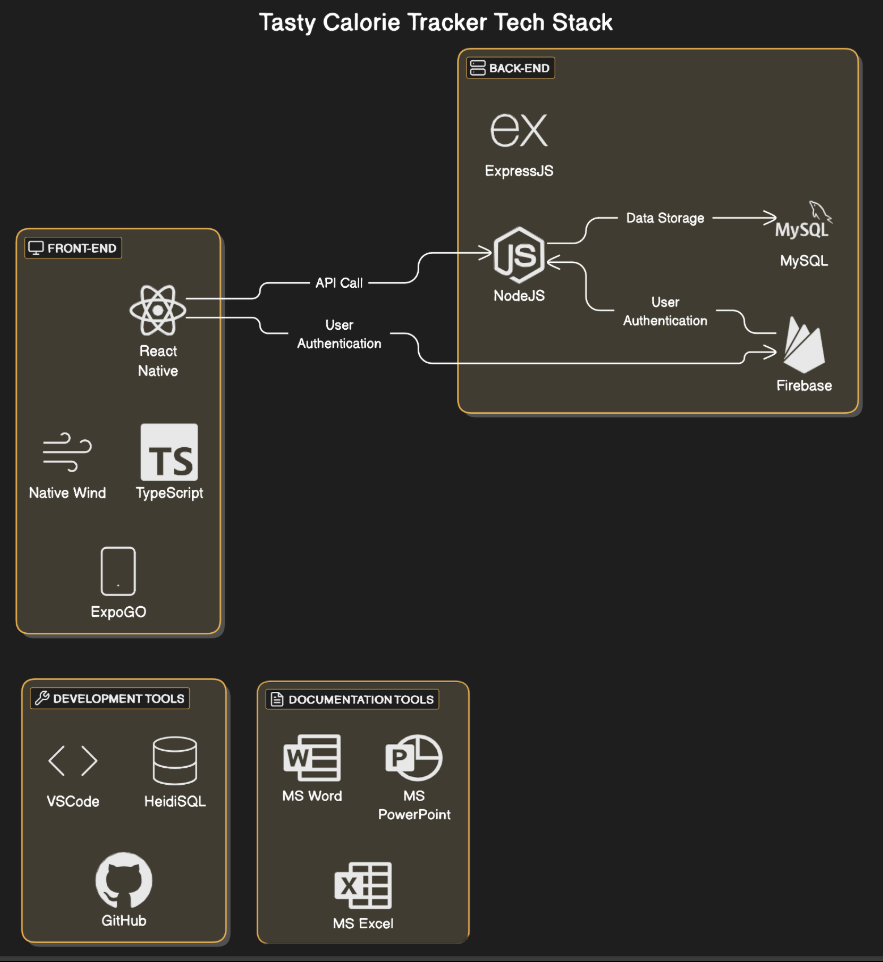 Tasty Calorie Tracker Tech Stack
BACK-END
ex
ExpressJS
Data Storage
MySQL
MySQL
JS
NodeJS
User
Authentication
Firebase
FRONT-END
API Call
User
Authentication
React
Native
Native Wind
TS
TypeScript
ExpoGO
DEVELOPMENT TOOLS
VSCode
HeidiSQL
GitHub
DOCUMENTATION TOOLS
W
MS Word
P
MS
PowerPoint
X
MS Excel